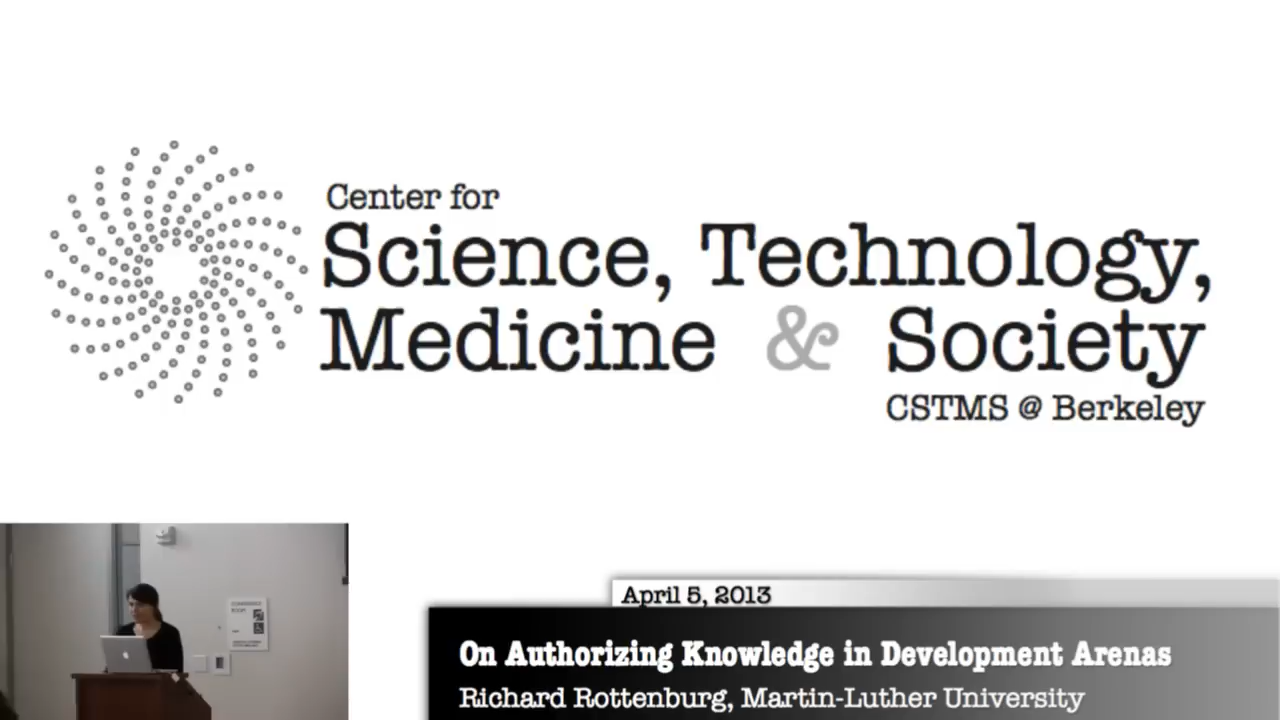 Center for
Science, Technology,
Medicine & Society
CSTMS @ Berkeley
April 5, 2013
On Authorizing Knowledge in Development Arenas
Richard Rottenburg, Martin-Luther University